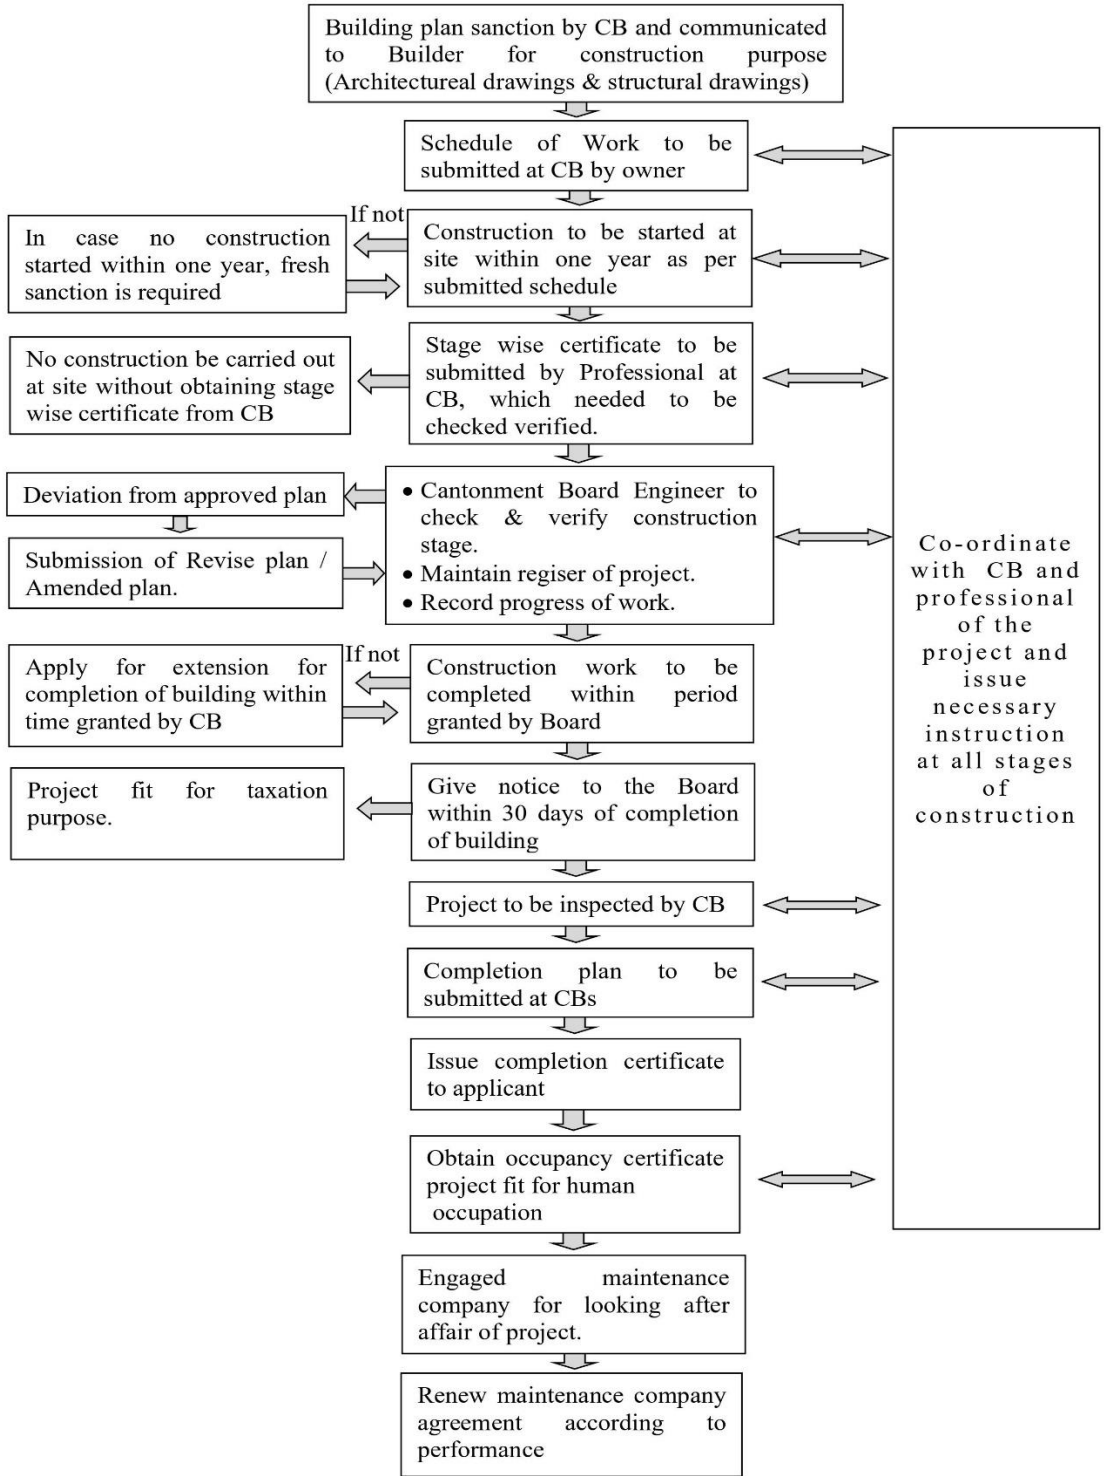 Building plan sanction by CB and communicated
to Builder for construction purpose
(Architectureal drawings & structural drawings)
Schedule of Work to be
submitted at CB by owner
If not
In case no construction
started within one year, fresh
sanction is required
Construction to be started at
site within one year as per
submitted schedule
No construction be carried out
at site without obtaining stage
wise certificate from CB
Stage wise certificate to be
submitted by Professional at
CB, which needed to be
checked verified.
Deviation from approved plan
Submission of Revise plan /
Amended plan.
• Cantonment Board Engineer to
check & verify construction
stage.
• Maintain regiser of project.
• Record progress of work.
If not
Apply for extension for
completion of building within
time granted by CB
Construction work to be
completed within period
granted by Board
Project fit for taxation
purpose.
Give notice to the Board
within 30 days of completion
of building
Project to be inspected by CB
Completion plan to be
submitted at CBs
Issue completion certificate
to applicant
Obtain occupancy certificate
project fit for human
occupation
Engaged maintenance
company for looking after
affair of project.
Renew maintenance company
agreement according to
performance
Co-ordinate
with CB and
professional
of the
project and
issue
necessary
instruction
at all stages
of
construction